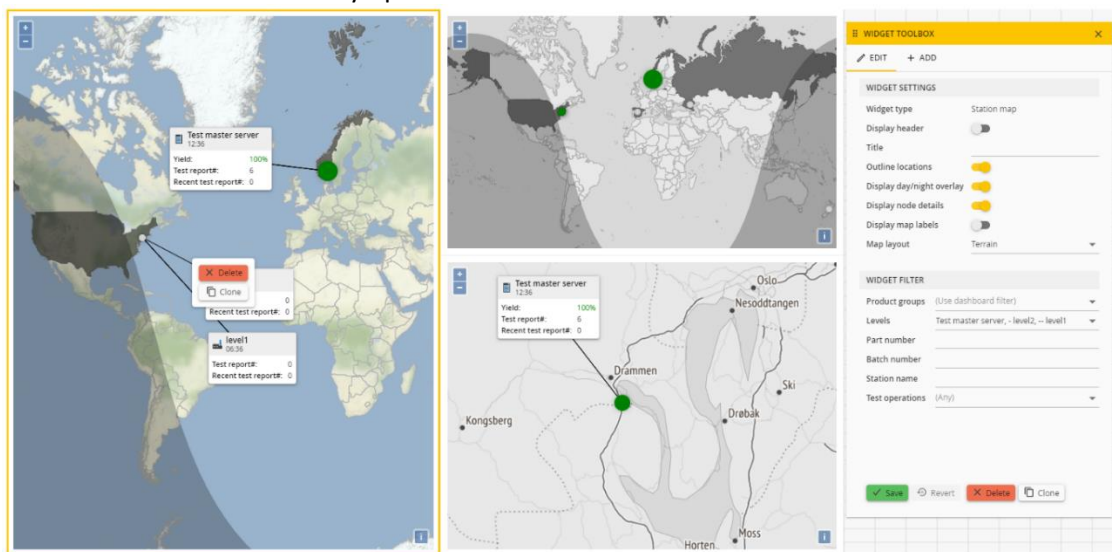 +
−
Test master server
12:36
Yield: 100%
Test report#: 6
Recent test report#: 0
Delete
Clone
0
Recent test report#: 0
level1
06:36
Test report#: 0
Recent test report#: 0
i
+
−
i
+
−
Test master server
12:36
Yield: 100%
Test report#: 6
Recent test report#: 0
Oslo
Nesoddtangen
Drammen
Ski
Drøbak
Kongsberg
Moss
Horten
i
WIDGET TOOLBOX
EDIT + ADD
WIDGET SETTINGS
Widget type Station map
Display header
Title
Outline locations
Display day/night overlay
Display node details
Display map labels
Map layout Terrain
WIDGET FILTER
Product groups (Use dashboard filter)
Levels Test master server, - level2, -- level1
Part number
Batch number
Station name
Test operations (Any)
Save Revert Delete Clone